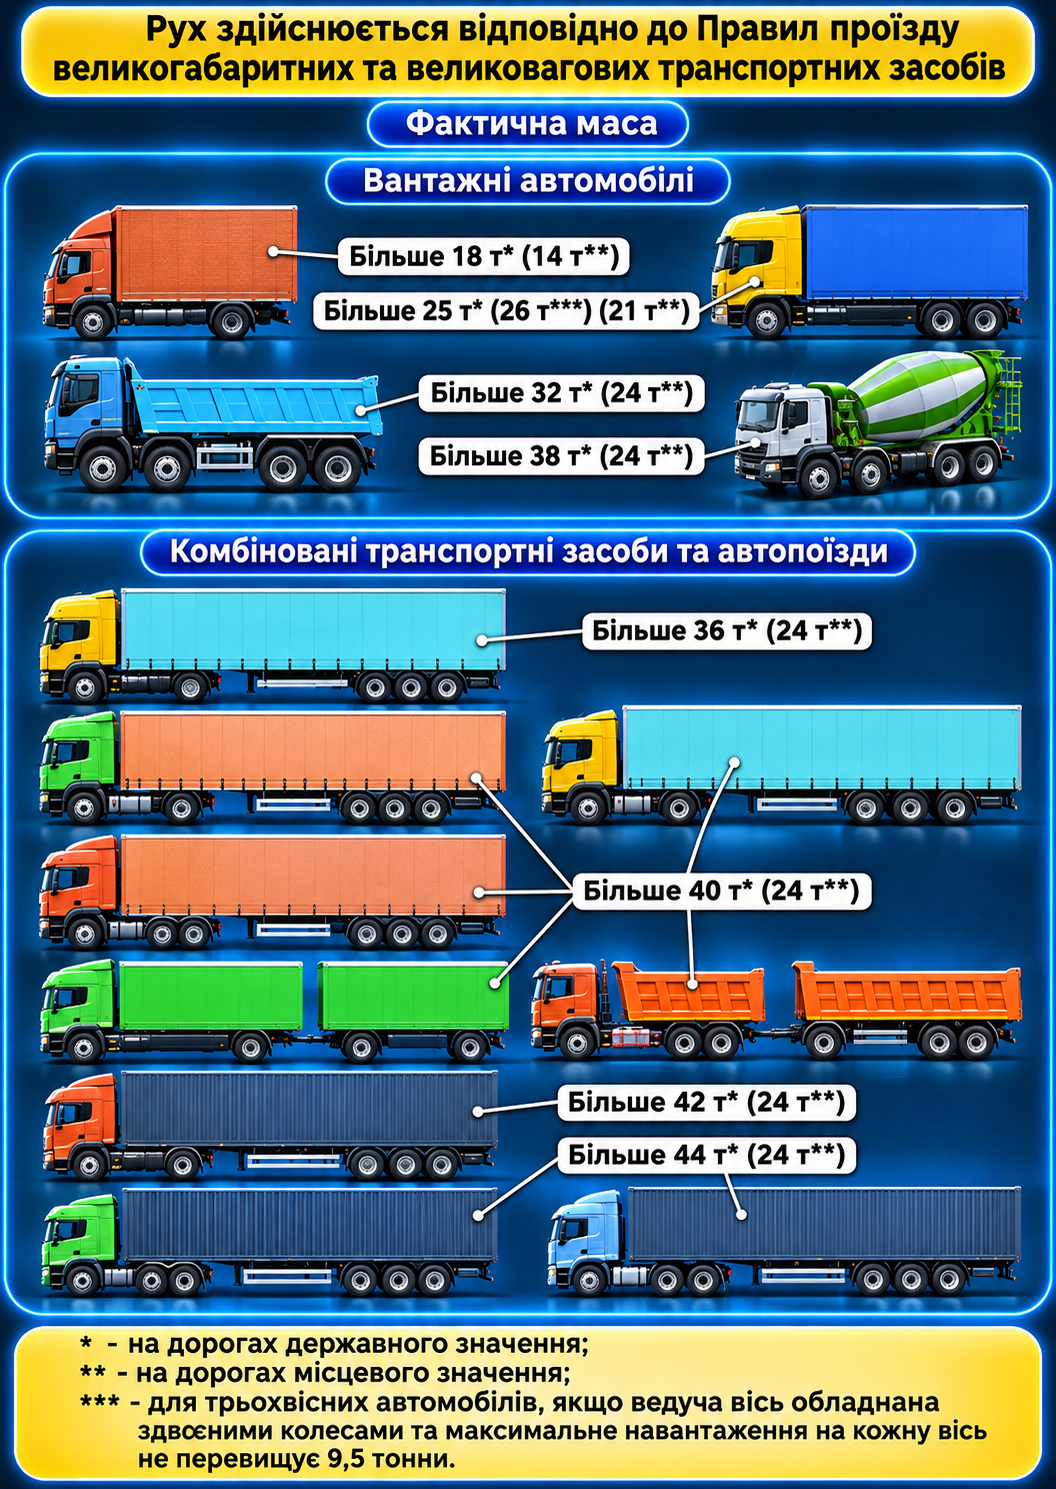 Рух здійснюється відповідно до Правил проїзду
великогабаритних та великовагових транспортних засобів
Фактична маса
Вантажні автомобілі
Більше 18 т* (14 т**)
Більше 25 т* (26 т***) (21 т**)
Більше 32 т* (24 т**)
Більше 38 т* (24 т**)
Комбіновані транспортні засоби та автопоїзди
Більше 36 т* (24 т**)
Більше 40 т* (24 т**)
Більше 42 т* (24 т**)
Більше 44 т* (24 т**)
* - на дорогах державного значення;
** - на дорогах місцевого значення;
*** - для трьохвісних автомобілів, якщо ведуча вісь обладнана
здвоєними колесами та максимальне навантаження на кожну вісь
не перевищує 9,5 тонни.